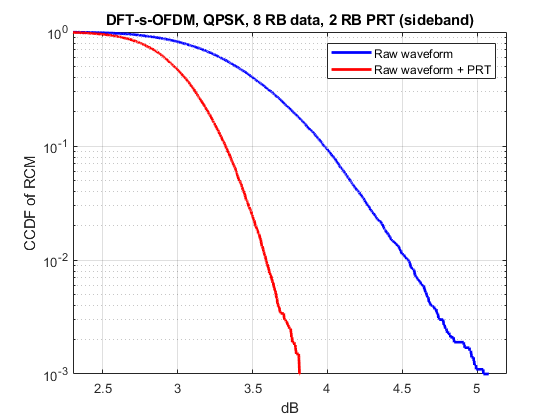 DFT-s-OFDM, QPSK, 8 RB data, 2 RB PRT (sideband)
Raw waveform
Raw waveform + PRT
CCDF of RCM
10^0
10^-1
10^-2
10^-3
2.5 3 3.5 4 4.5 5
dB